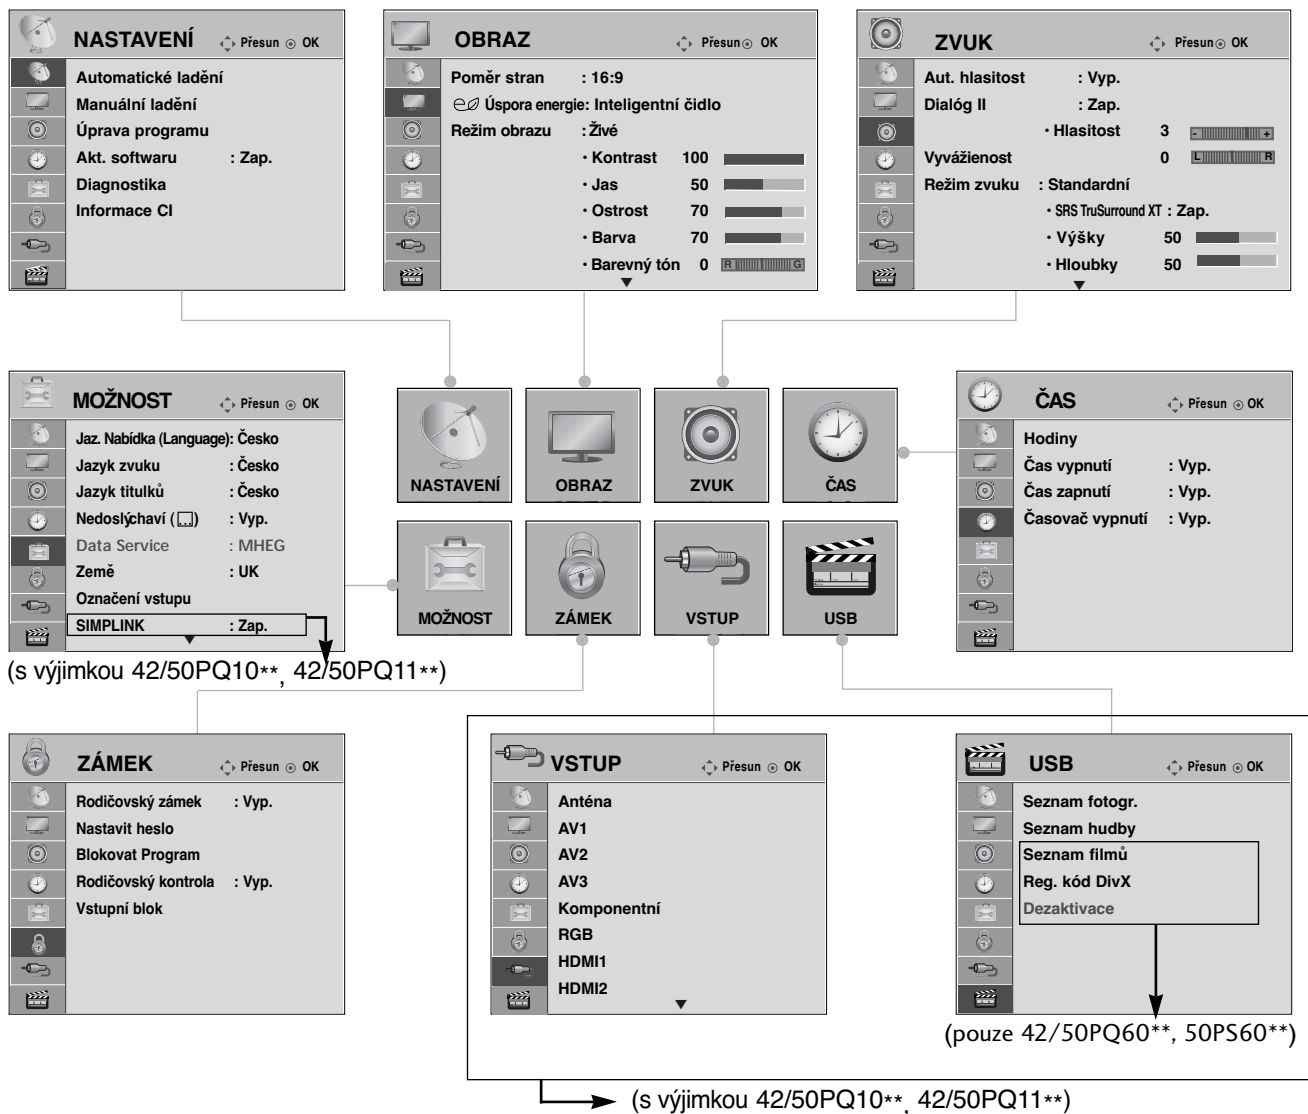 NASTAVENÍ Přesun OK
Automatické ladění
Manuální ladění
Úprava programu
Akt. softwaru : Zap.
Diagnostika
Informace CI
OBRAZ Přesun OK
Poměr stran : 16:9
Úspora energie: Inteligentní čidlo
Režim obrazu : Živé
• Kontrast 100
• Jas 50
• Ostrost 70
• Barva 70
• Barevný tón 0 R G
ZVUK Přesun OK
Aut. hlasitost : Vyp.
Dialóg II : Zap.
• Hlasitost 3 - +
Vyvážienost 0 L R
Režim zvuku : Standardní
• SRS TruSurround XT : Zap.
• Výšky 50
• Hloubky 50
MOŽNOST Přesun OK
Jaz. Nabídka (Language): Česko
Jazyk zvuku : Česko
Jazyk titulků : Česko
Nedoslýchaví ( ) : Vyp.
Data Service : MHEG
Země : UK
Označení vstupu
SIMPLINK : Zap.
(s výjimkou 42/50PQ10**, 42/50PQ11**)
NASTAVENÍ
OBRAZ
ZVUK
ČAS
MOŽNOST
ZÁMEK
VSTUP
USB
ČAS Přesun OK
Hodiny
Čas vypnutí : Vyp.
Čas zapnutí : Vyp.
Časovač vypnutí : Vyp.
ZÁMEK Přesun OK
Rodičovský zámek : Vyp.
Nastavit heslo
Blokovat Program
Rodičovský kontrola : Vyp.
Vstupní blok
VSTUP Přesun OK
Anténa
AV1
AV2
AV3
Komponentní
RGB
HDMI1
HDMI2
USB Přesun OK
Seznam fotogr.
Seznam hudby
Seznam filmů
Reg. kód DivX
Dezaktivace
(pouze 42/50PQ60**, 50PS60**)
(s výjimkou 42/50PQ10**, 42/50PQ11**)